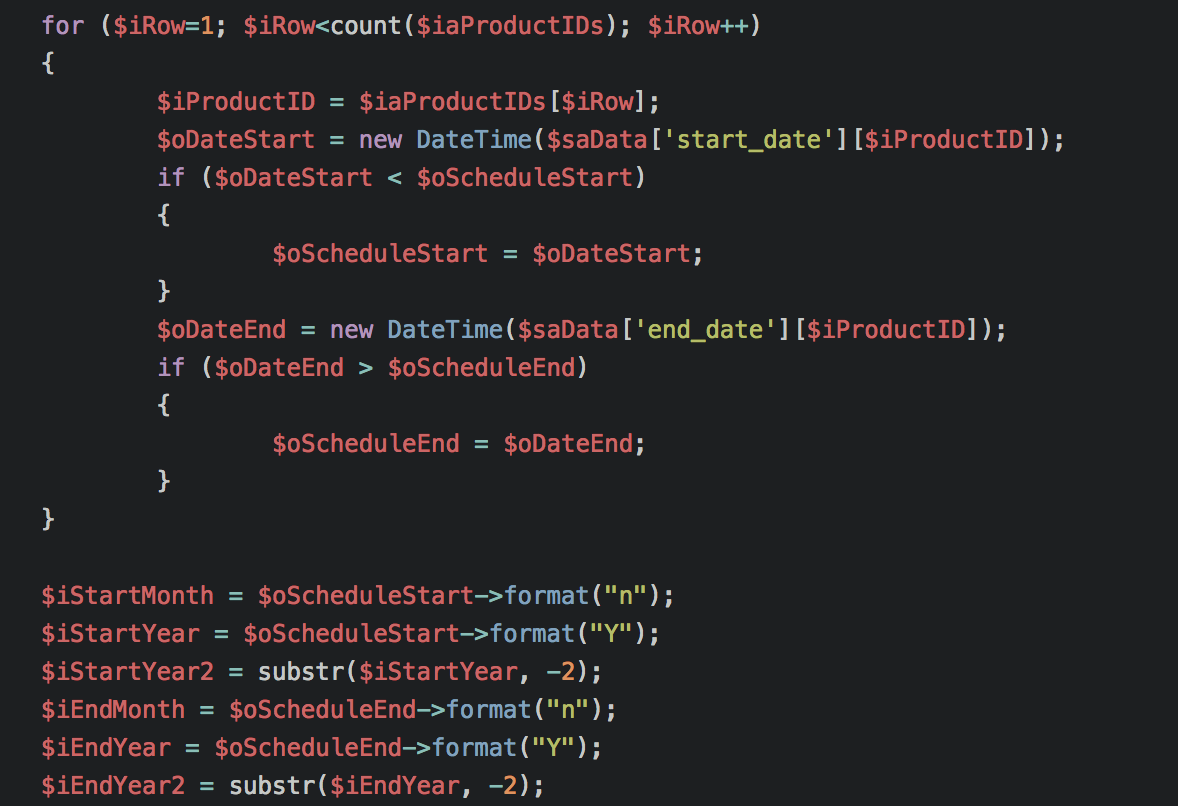 for ($iRow=1; $iRow<count($iaProductIDs); $iRow++)
{
        $iProductID = $iaProductIDs[$iRow];
        $oDateStart = new DateTime($saData['start_date'][$iProductID]);
        if ($oDateStart < $oScheduleStart)
        {
                $oScheduleStart = $oDateStart;
        }
        $oDateEnd = new DateTime($saData['end_date'][$iProductID]);
        if ($oDateEnd > $oScheduleEnd)
        {
                $oScheduleEnd = $oDateEnd;
        }
}

$iStartMonth = $oScheduleStart->format("n");
$iStartYear = $oScheduleStart->format("Y");
$iStartYear2 = substr($iStartYear, -2);
$iEndMonth = $oScheduleEnd->format("n");
$iEndYear = $oScheduleEnd->format("Y");
$iEndYear2 = substr($iEndYear, -2);